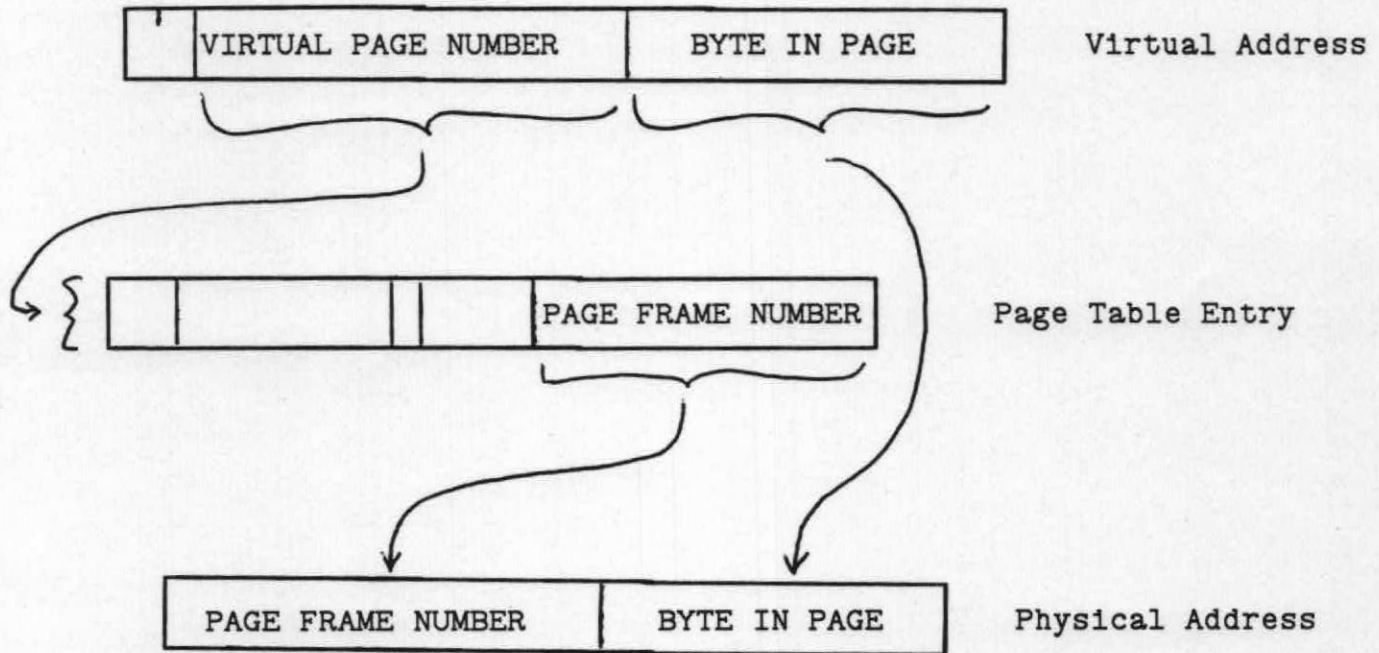 VIRTUAL PAGE NUMBER BYTE IN PAGE Virtual Address
PAGE FRAME NUMBER Page Table Entry
PAGE FRAME NUMBER BYTE IN PAGE Physical Address